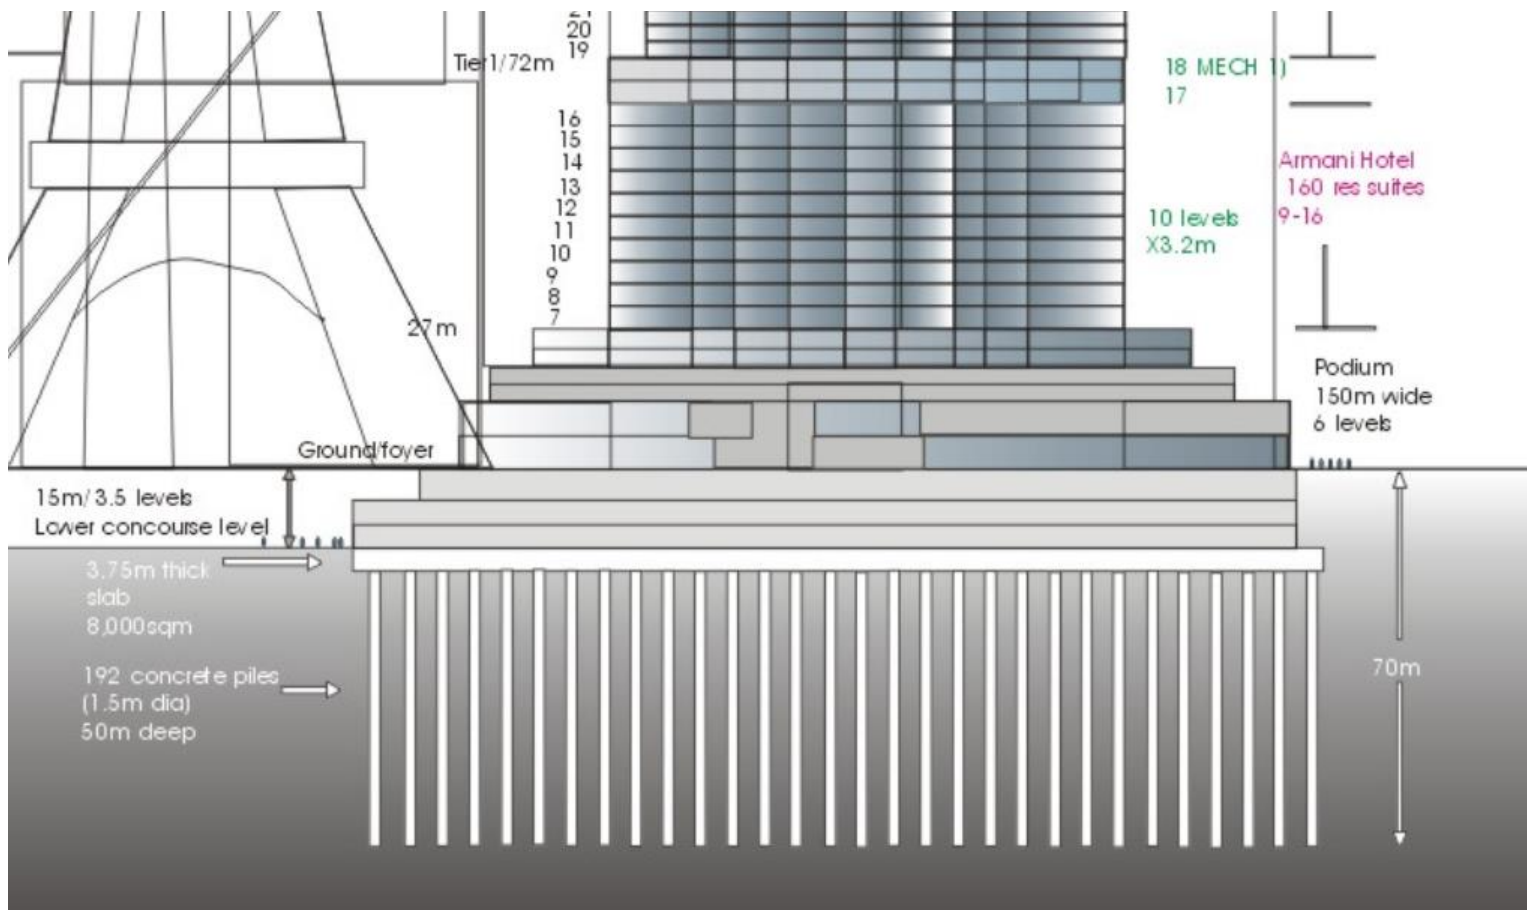 20
19
Tier 1/72m
18 MECH 1)
17
16
15
14
13
12
11
10
9
8
7
Armani Hotel
160 res suites
9-16
10 levels
X3.2m
27m
Podium
150m wide
6 levels
Ground/foyer
15m/3.5 levels
Lower concourse level
3.75m thick
slab
8,000sqm
192 concrete piles
(1.5m dia)
50m deep
70m